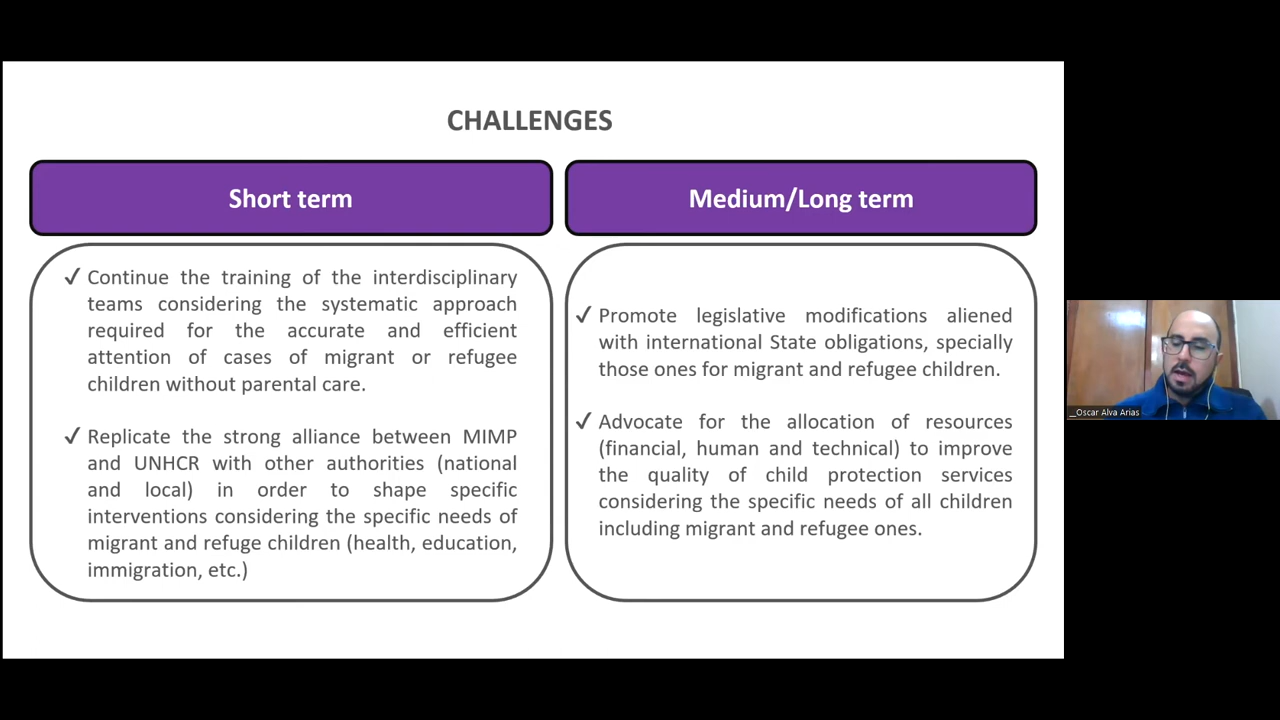 CHALLENGES
Short term
Continue the training of the interdisciplinary
teams considering the systematic approach
required for the accurate and efficient
attention of cases of migrant or refugee
children without parental care.
Replicate the strong alliance between MIMP
and UNHCR with other authorities (national
and local) in order to shape specific
interventions considering the specific needs of
migrant and refuge children (health, education,
immigration, etc.)
Medium/Long term
Promote legislative modifications aliened
with international State obligations, specially
those ones for migrant and refugee children.
Advocate for the allocation of resources
(financial, human and technical) to improve
the quality of child protection services
considering the specific needs of all children
including migrant and refugee ones.
__Oscar Alva Arias